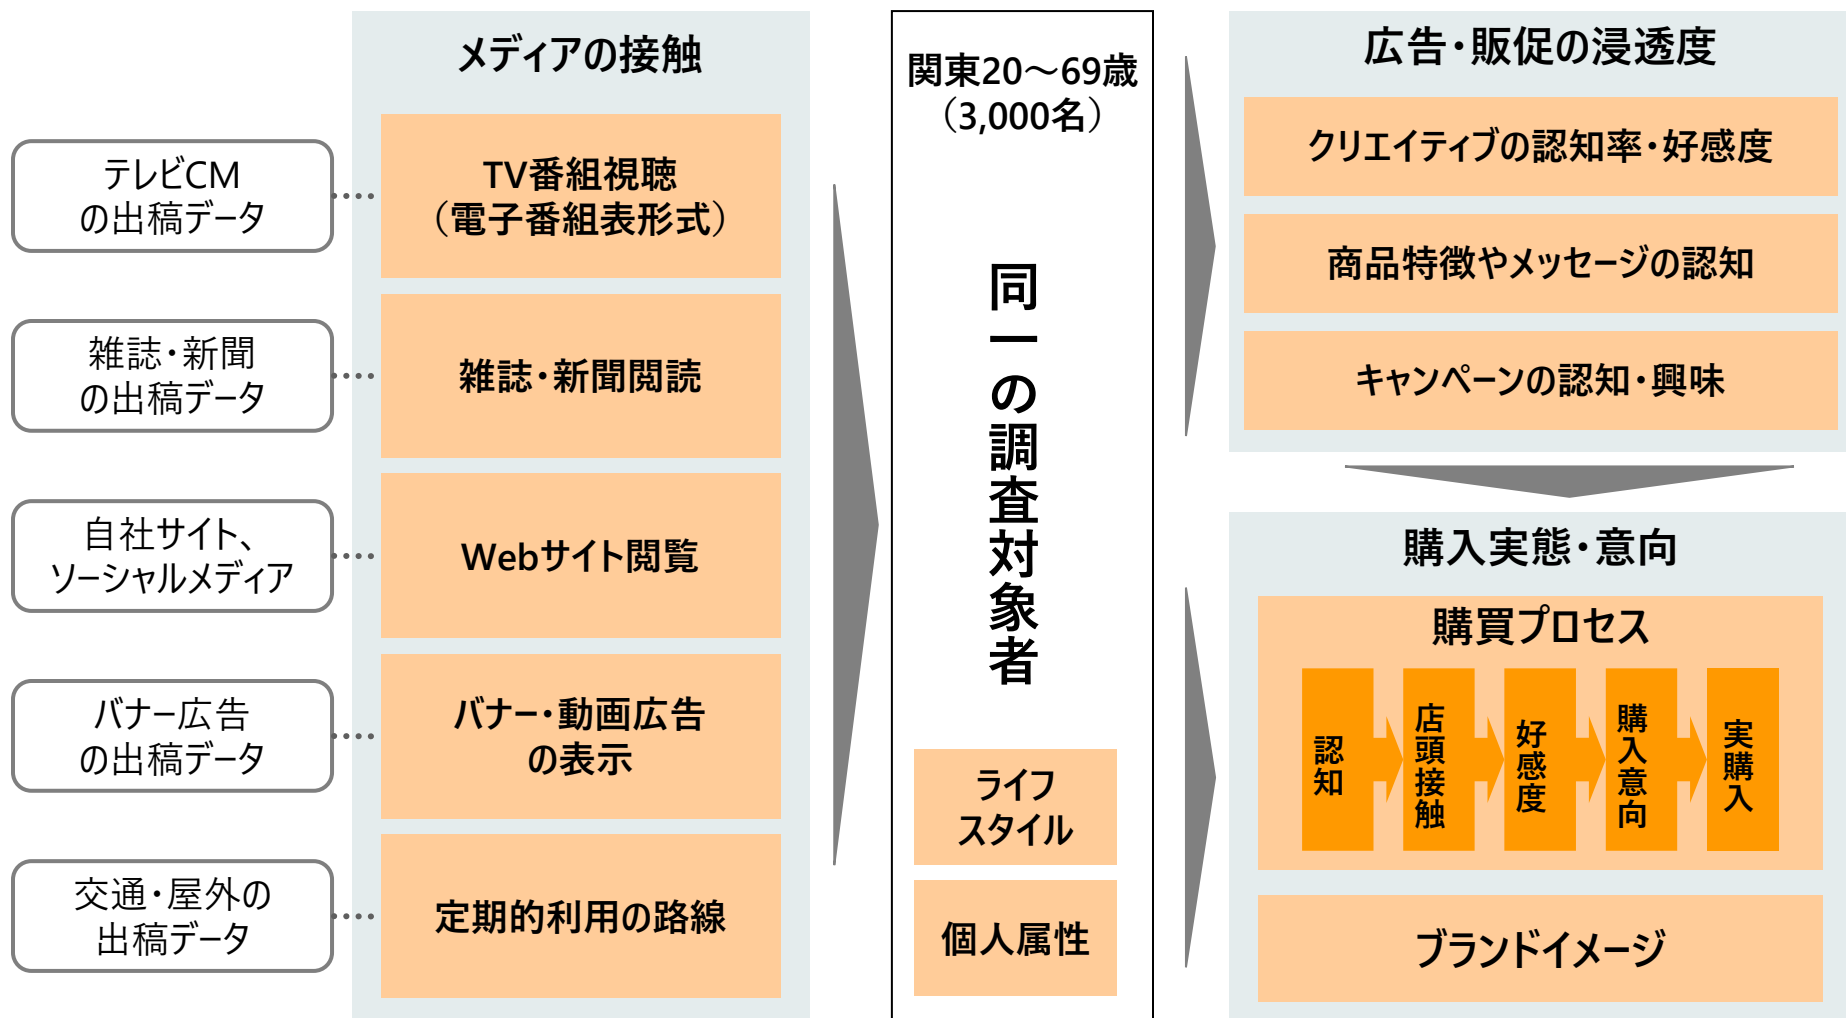 メディアの接触
テレビCM
の出稿データ
TV番組視聴
（電子番組表形式）
雑誌・新聞
の出稿データ
雑誌・新聞閲読
自社サイト、
ソーシャルメディア
Webサイト閲覧
バナー広告
の出稿データ
バナー・動画広告
の表示
交通・屋外の
出稿データ
定期的利用の路線
関東20～69歳
（3,000名）
同一の調査対象者
ライフ
スタイル
個人属性
広告・販促の浸透度
クリエイティブの認知率・好感度
商品特徴やメッセージの認知
キャンペーンの認知・興味
購入実態・意向
購買プロセス
認知
店頭接触
好感度
購入意向
実購入
ブランドイメージ